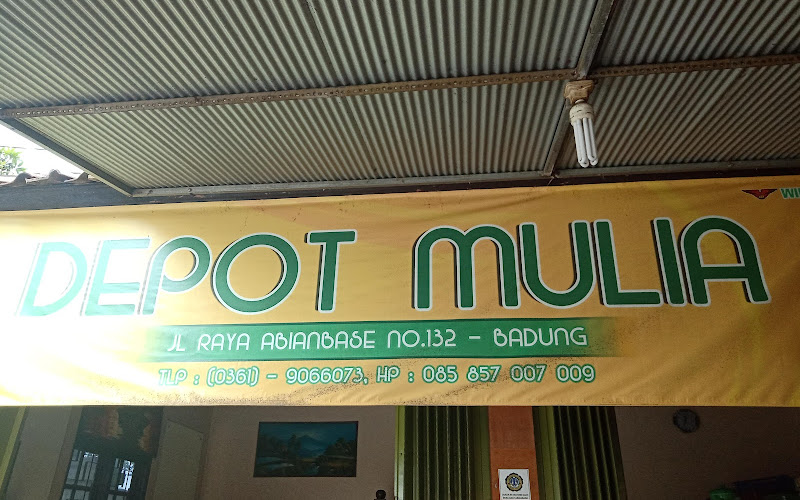 DEPOT MULIA
JL RAYA ABIANBASE NO.132 - BADUNG
TLP : (0361) - 9066073, HP : 085 857 007 009